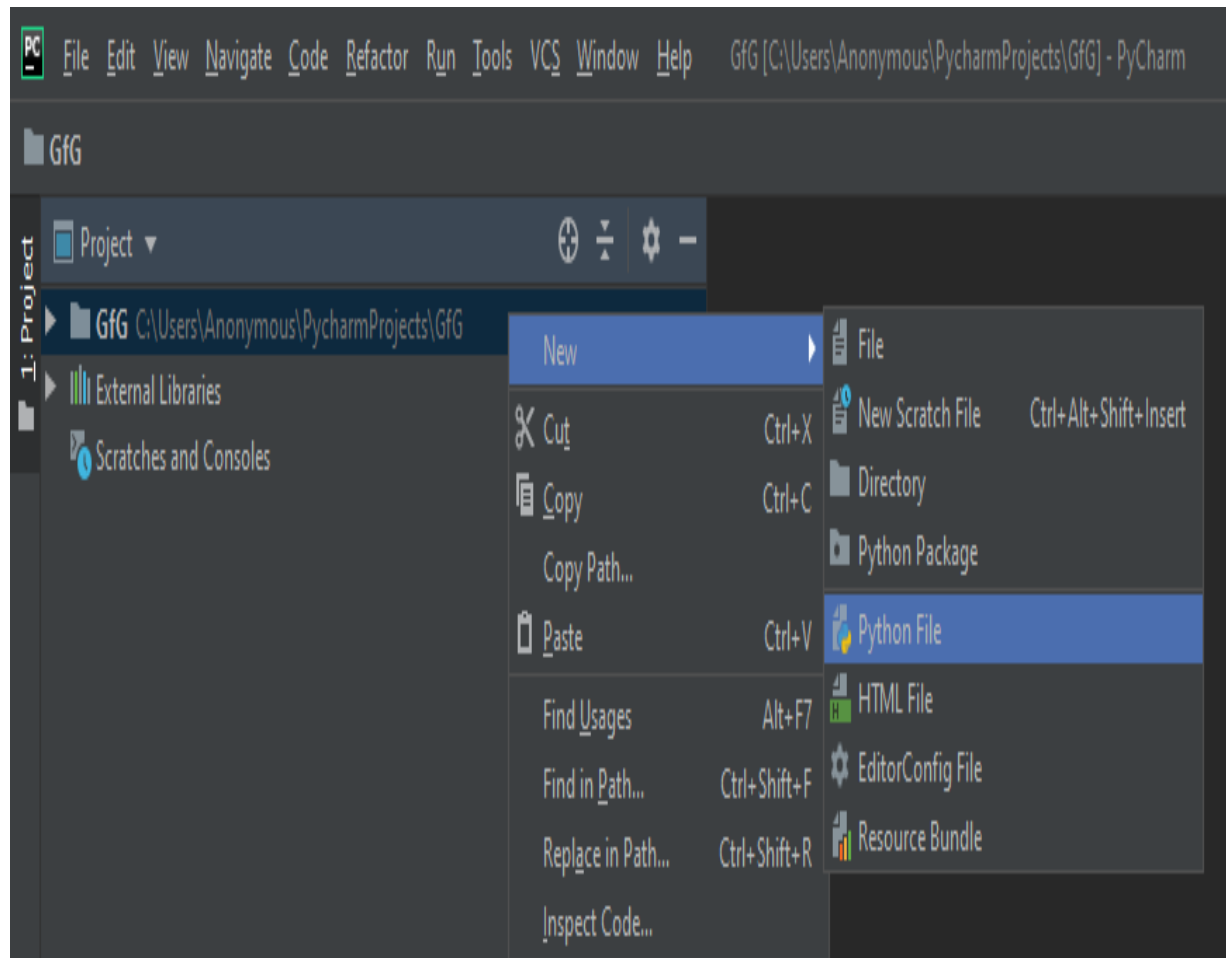 PC File Edit View Navigate Code Refactor Run Tools VCS Window Help GfG [C:\Users\Anonymous\PycharmProjects\GfG] - PyCharm
GfG
1: Project
Project
GfG C:\Users\Anonymous\PycharmProjects\GfG
External Libraries
Scratches and Consoles
New
Cut Ctrl+X
Copy Ctrl+C
Copy Path...
Paste Ctrl+V
Find Usages Alt+F7
Find in Path... Ctrl+Shift+F
Replace in Path... Ctrl+Shift+R
Inspect Code...
File
New Scratch File Ctrl+Alt+Shift+Insert
Directory
Python Package
Python File
H HTML File
EditorConfig File
Resource Bundle